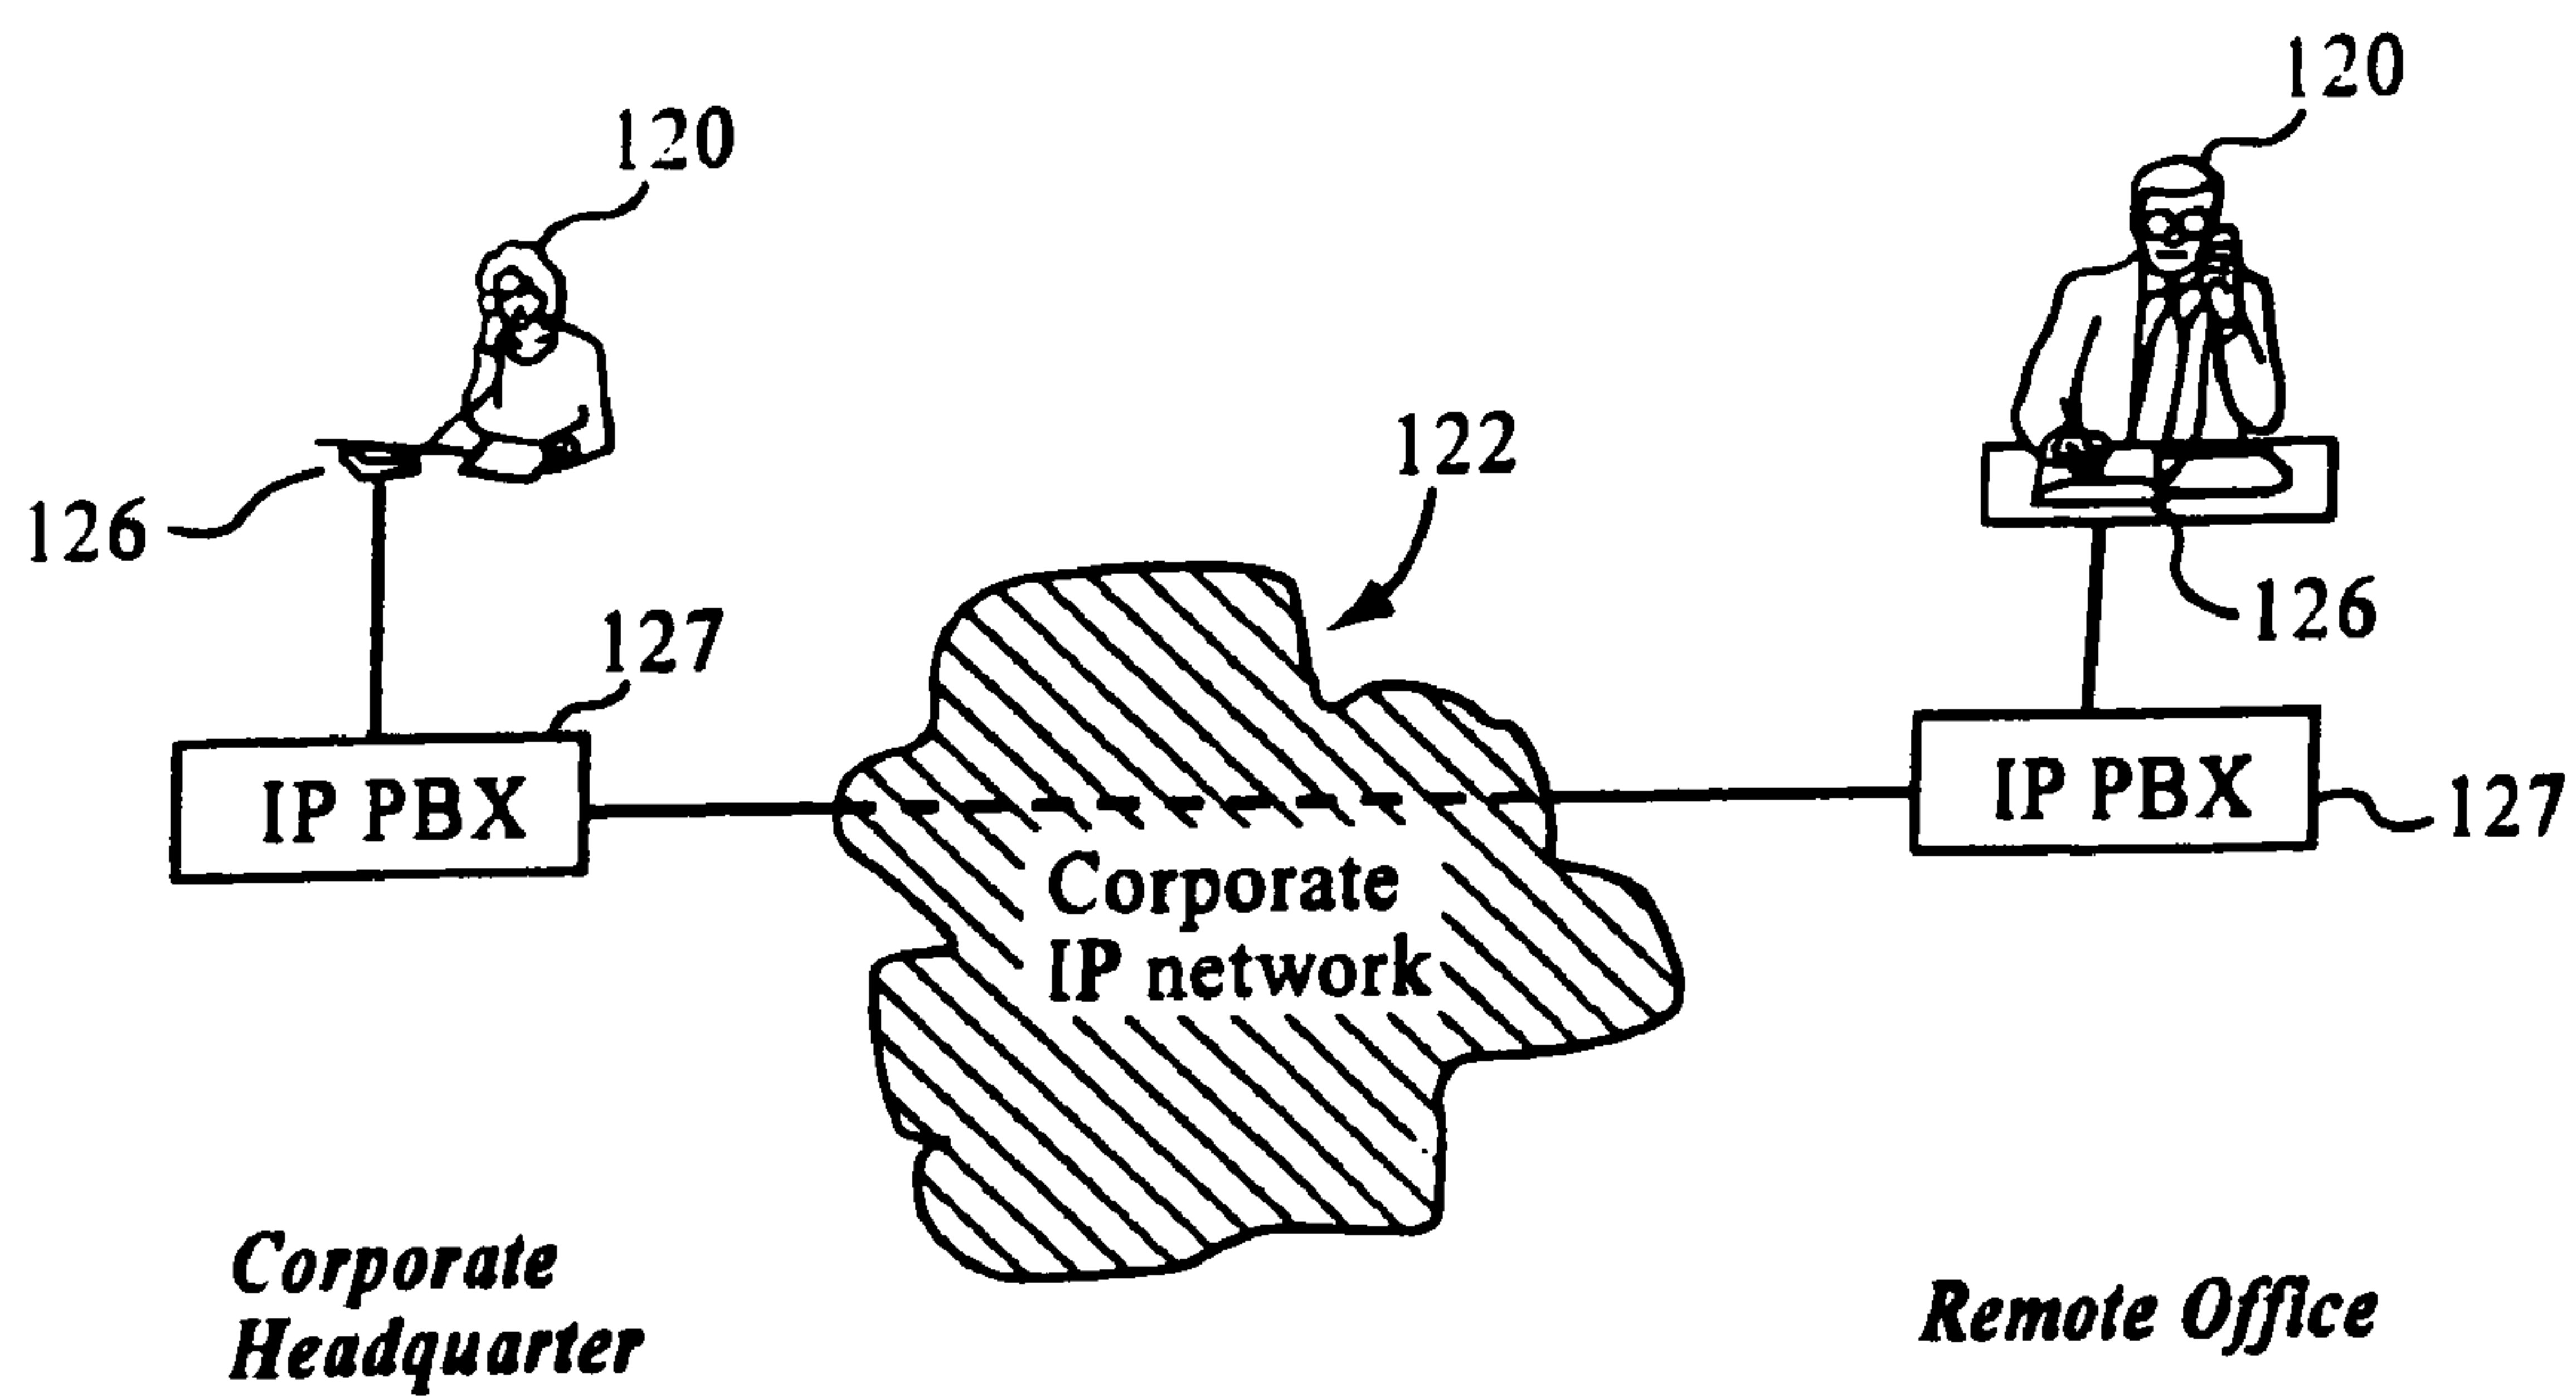 120
120
122
126
126
127
IP PBX
IP PBX
127
Corporate
IP network
Corporate
Headquarter
Remote Office